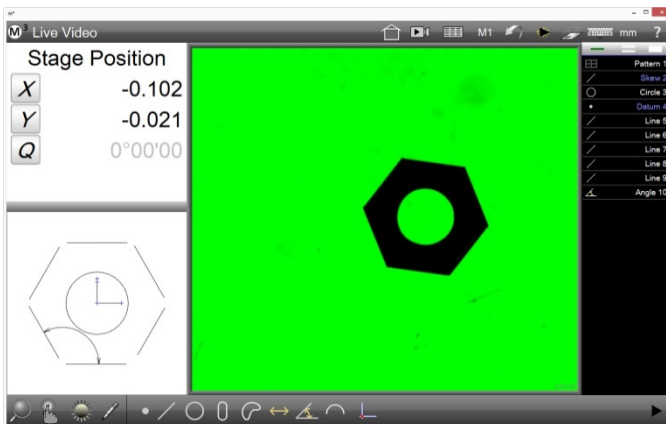 M³ Live Video
M1
mm
?
Stage Position
X -0.102
Y -0.021
Q 0°00'00
Pattern 1
Skew 2
Circle 3
Datum 4
Line 5
Line 6
Line 7
Line 8
Line 9
Angle 10